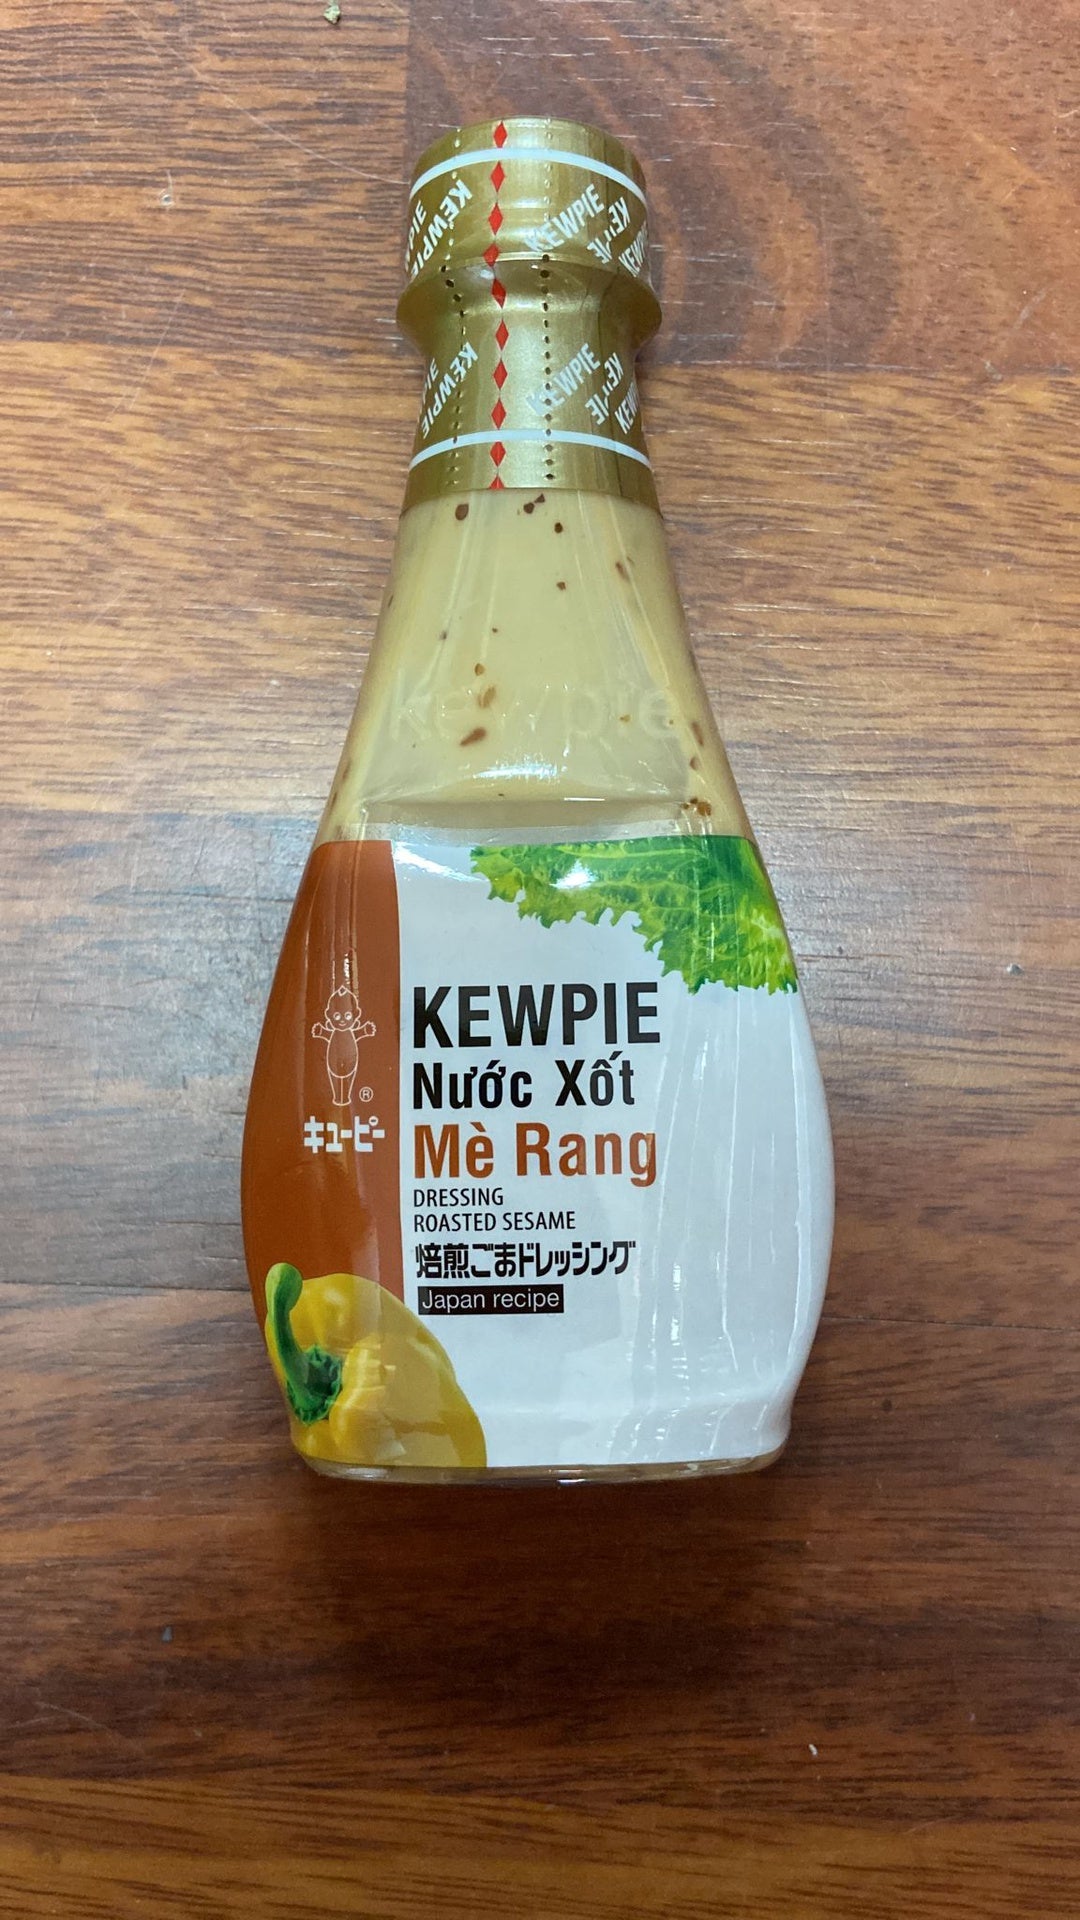 KEWPIE
KEWPIE
KEWPIE
KEWPIE
kewpie
KEWPIE
Nước Xốt
Mè Rang
DRESSING
ROASTED SESAME
焙煎ごまドレッシング
Japan recipe
®
キユーピー